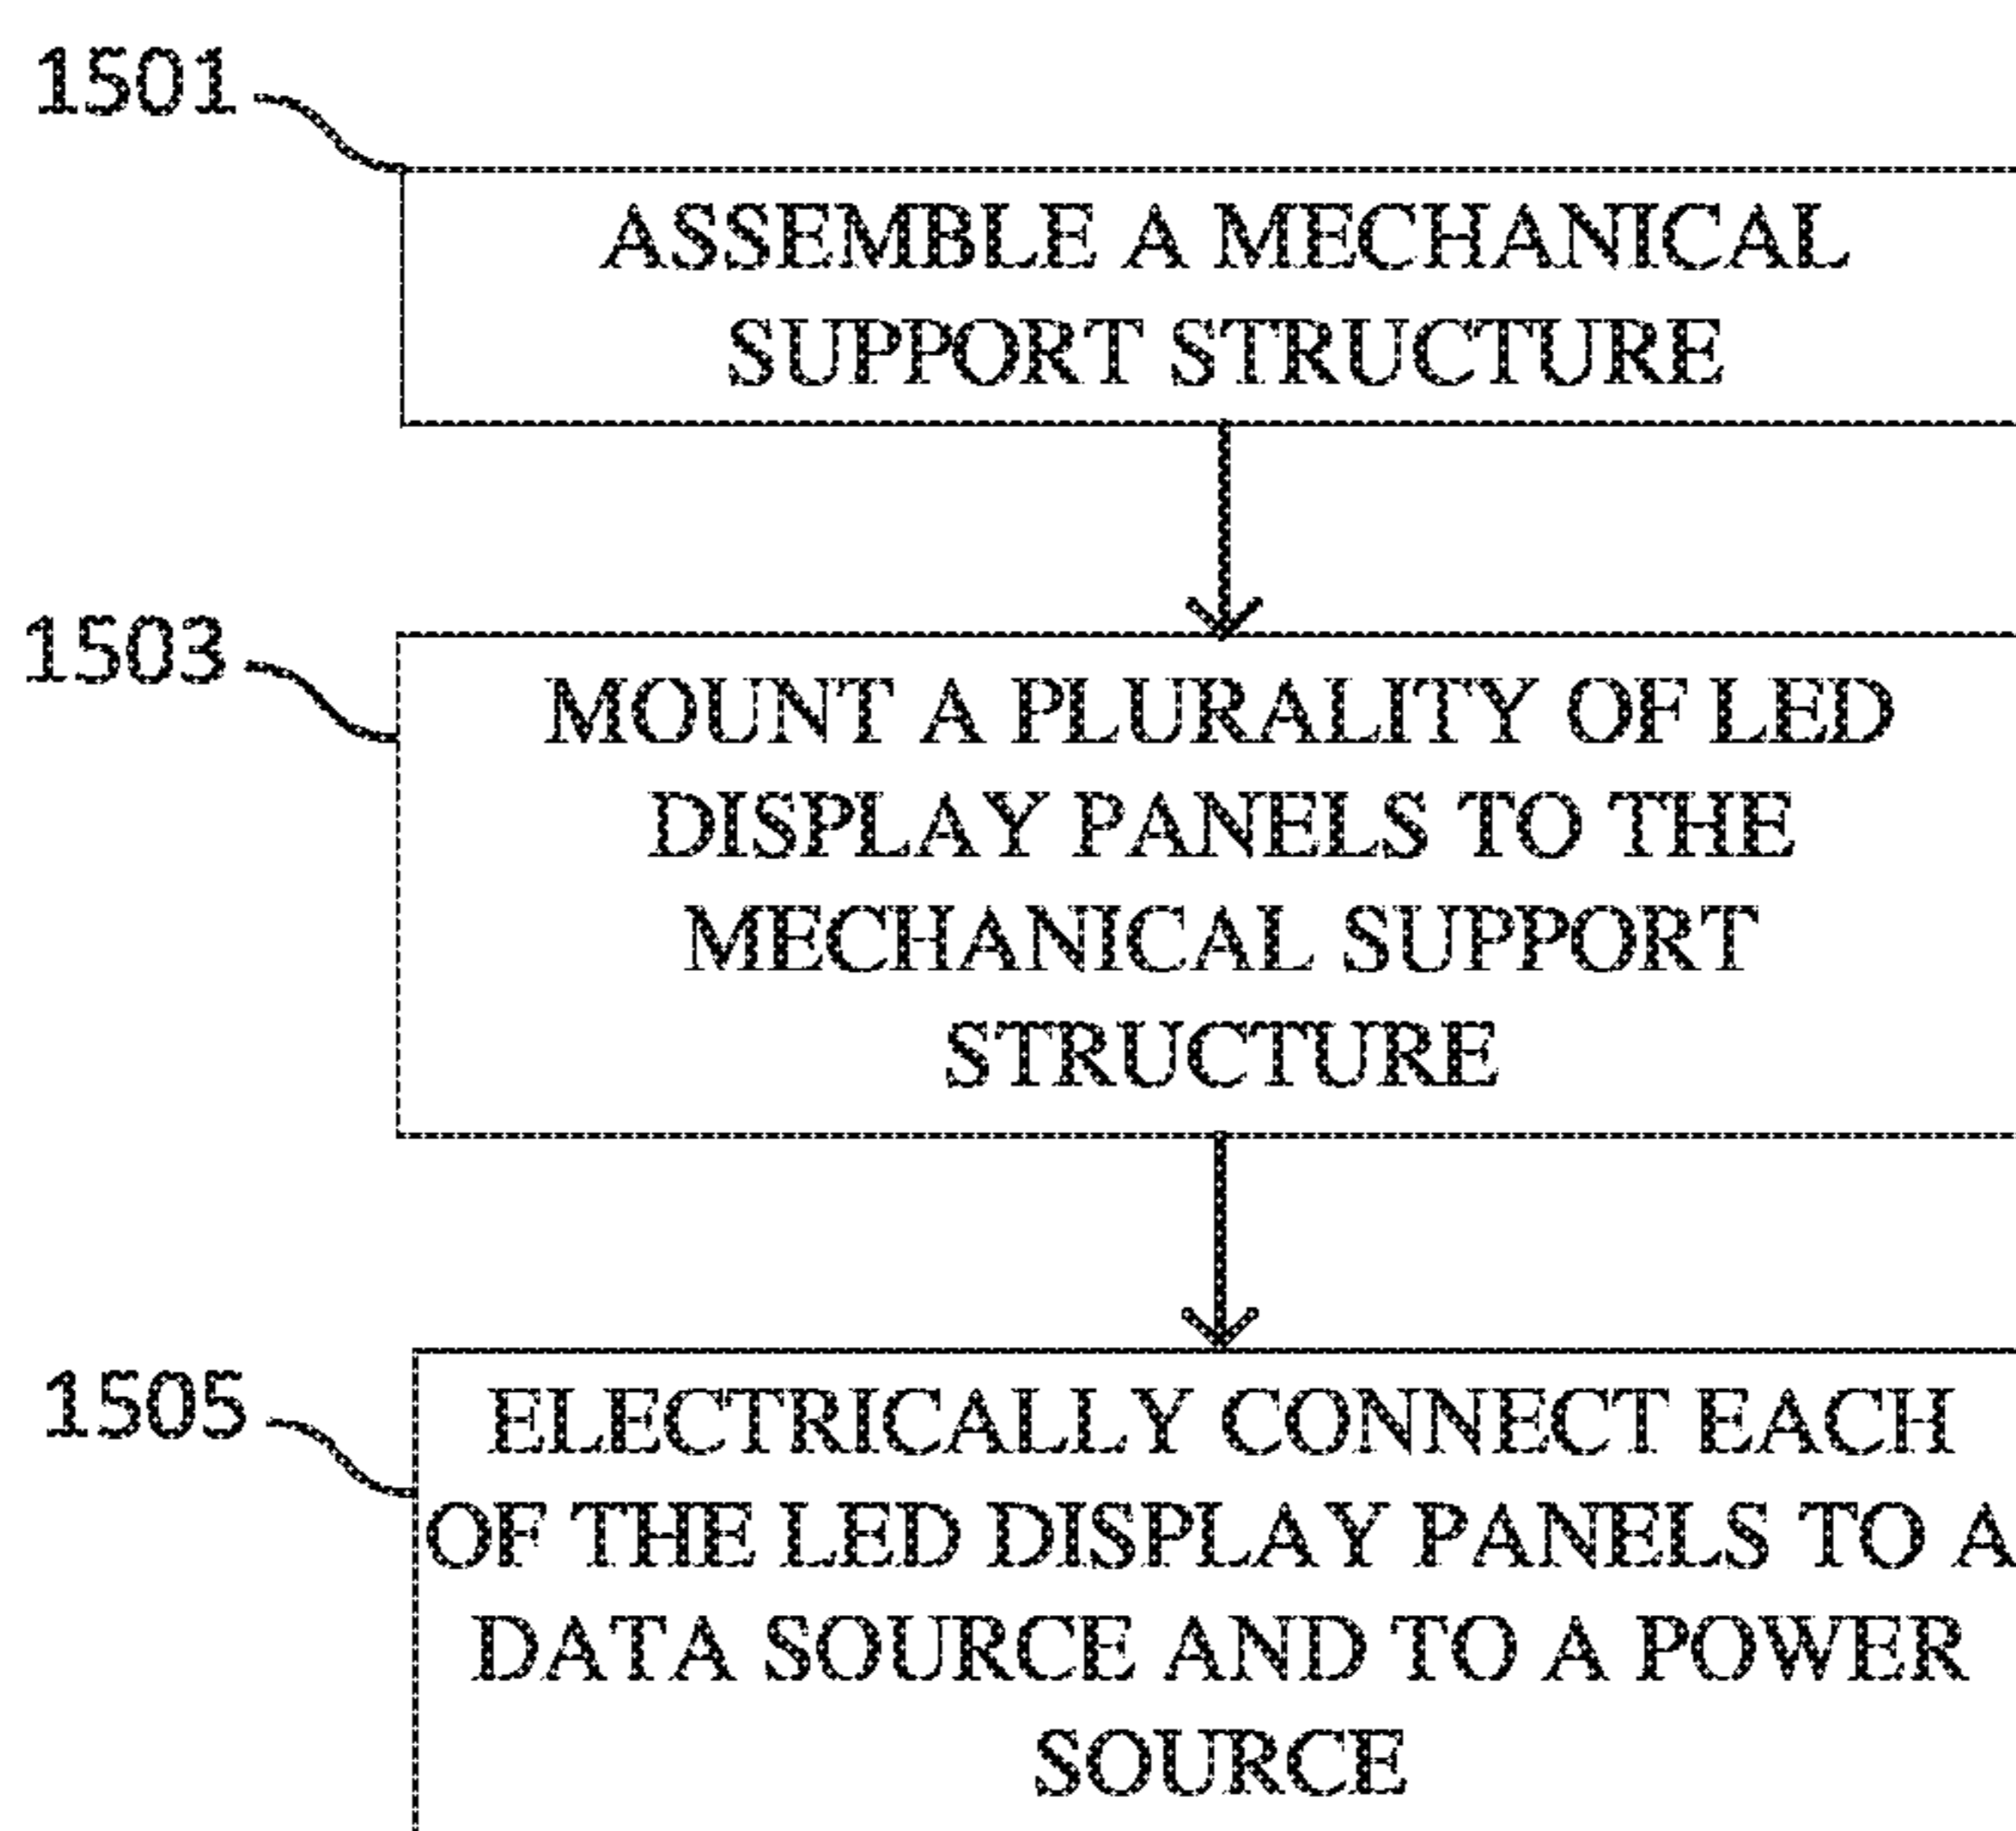 1501
ASSEMBLE A MECHANICAL
SUPPORT STRUCTURE
1503
MOUNT A PLURALITY OF LED
DISPLAY PANELS TO THE
MECHANICAL SUPPORT
STRUCTURE
1505
ELECTRICALLY CONNECT EACH
OF THE LED DISPLAY PANELS TO A
DATA SOURCE AND TO A POWER
SOURCE